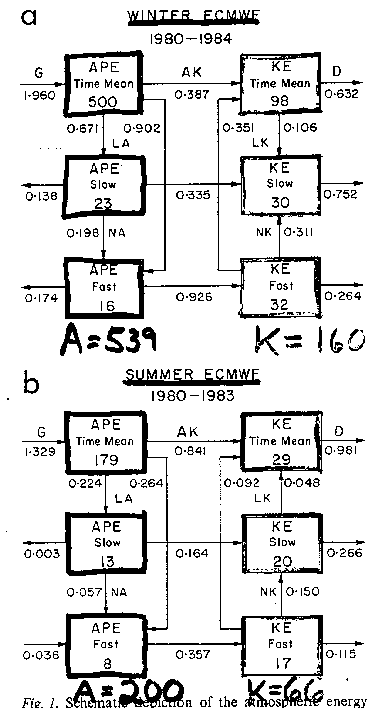 a
WINTER ECMWF
1980-1984
G APE AK KE D
Time Mean Time Mean
1.960 500 0.387 98 0.632
0.671 0.902 0.351 0.106
LA LK
APE KE
Slow Slow
0.138 23 0.335 30 0.752
0.198 NA NK 0.311
APE KE
Fast Fast
0.174 16 0.926 32 0.264
A=539 K=160
b
SUMMER ECMWF
1980-1983
G APE AK KE D
Time Mean Time Mean
1.329 179 0.841 29 0.981
0.224 0.264 0.092 0.048
LA LK
APE KE
Slow Slow
0.003 13 0.164 20 0.266
0.057 NA NK 0.150
APE KE
Fast Fast
0.036 8 0.357 17 0.115
A=200 K=66
Fig. 1. Schematic depiction of the atmospheric energy